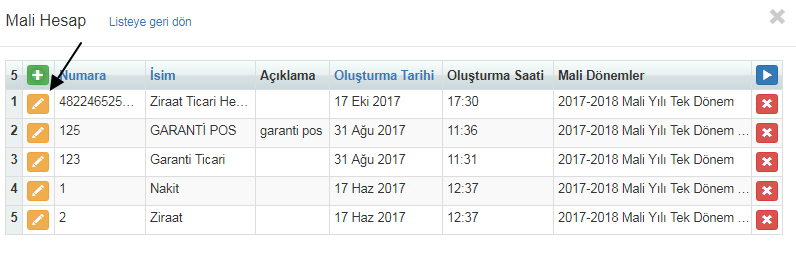 Mali Hesap Listeye geri dön
5 Numara İsim Açıklama Oluşturma Tarihi Oluşturma Saati Mali Dönemler
1 482246525... Ziraat Ticari He... 17 Eki 2017 17:30 2017-2018 Mali Yılı Tek Dönem
2 125 GARANTİ POS garanti pos 31 Ağu 2017 11:36 2017-2018 Mali Yılı Tek Dönem ...
3 123 Garanti Ticari 31 Ağu 2017 11:31 2017-2018 Mali Yılı Tek Dönem
4 1 Nakit 17 Haz 2017 12:37 2017-2018 Mali Yılı Tek Dönem ...
5 2 Ziraat 17 Haz 2017 12:37 2017-2018 Mali Yılı Tek Dönem ...